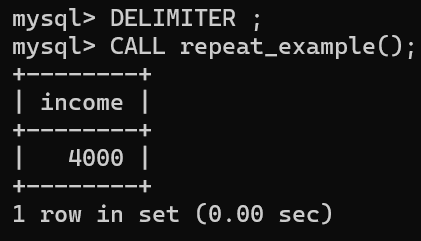 mysql> DELIMITER ;
mysql> CALL repeat_example();
+--------+
| income |
+--------+
|   4000 |
+--------+
1 row in set (0.00 sec)